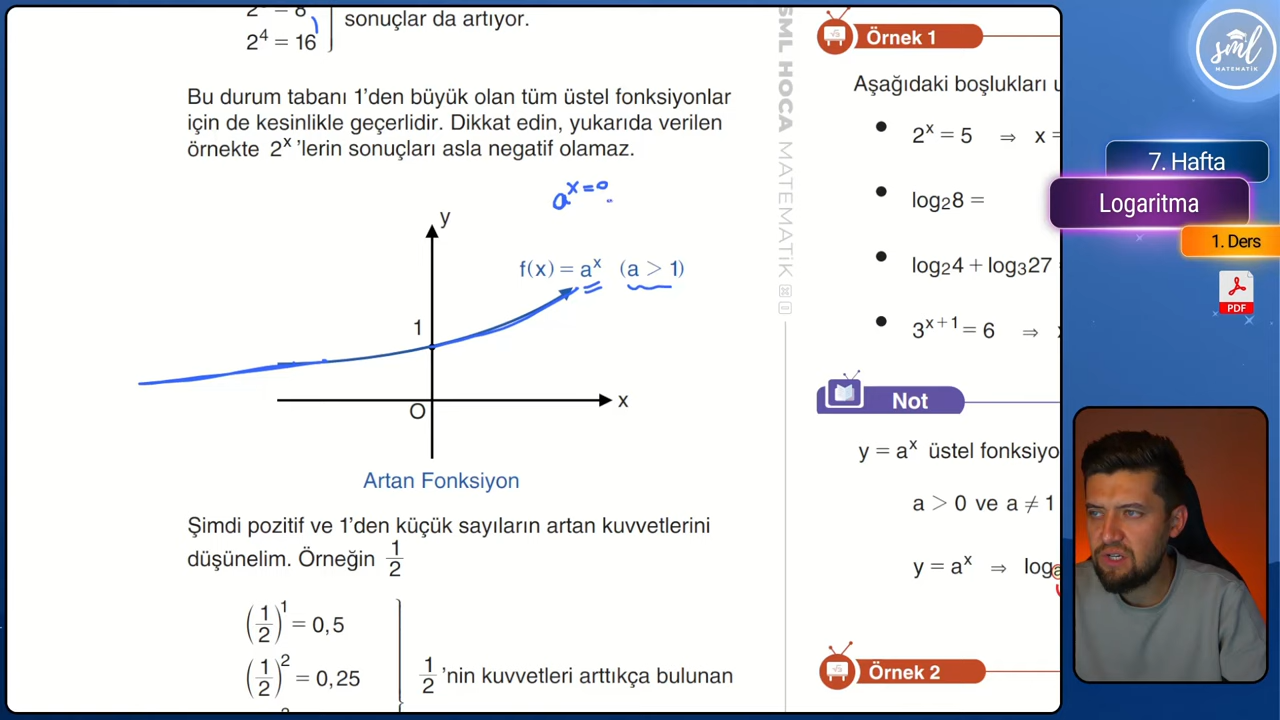 2 = 8
sonuçlar da artıyor.
2⁴ = 16
Bu durum tabanı 1'den büyük olan tüm üstel fonksiyonlar
için de kesinlikle geçerlidir. Dikkat edin, yukarıda verilen
örnekte 2ˣ 'lerin sonuçları asla negatif olamaz.
aˣ =
y
f(x) = aˣ (a > 1)
1
O
x
Artan Fonksiyon
Şimdi pozitif ve 1'den küçük sayıların artan kuvvetlerini
düşünelim. Örneğin 1/2
(1/2)¹ = 0,5
(1/2)² = 0,25
1/2 'nin kuvvetleri arttıkça bulunan
SML HOCA MATEMATİK
Örnek 1
Aşağıdaki boşlukları
• 2ˣ = 5 ⇒ x =
• log₂8 =
• log₂4 + log₃27
• 3ˣ⁺¹ = 6 ⇒
Not
y = aˣ üstel
a > 0 ve a ≠ 1
y = aˣ ⇒ log
Örnek 2
sml
MATEMATİK
7. Hafta
Logaritma
1. Ders
PDF